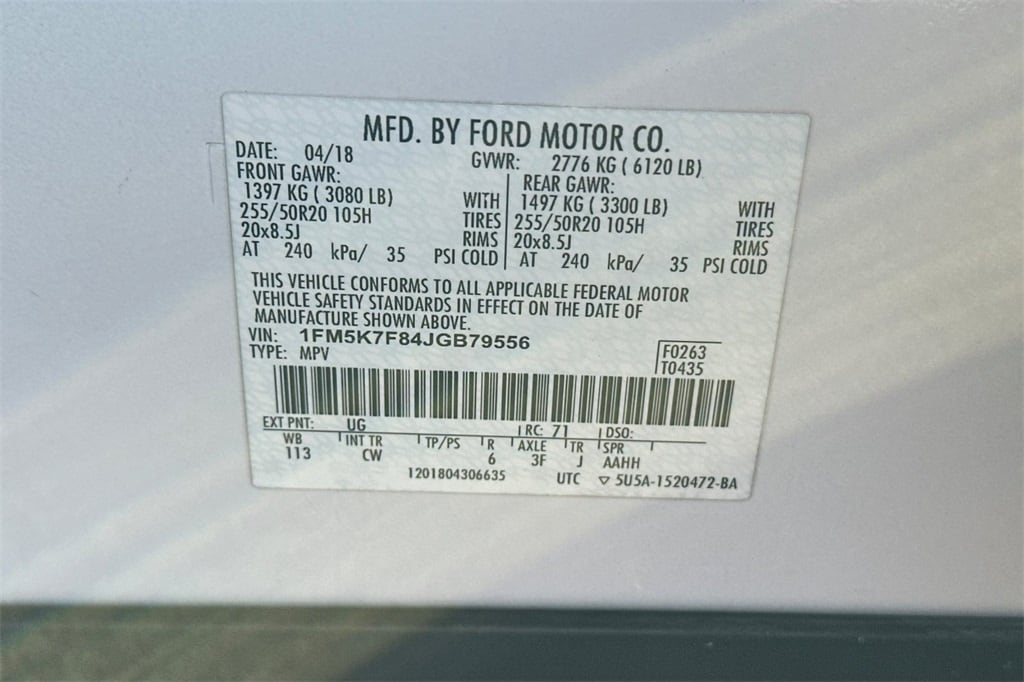 MFD. BY FORD MOTOR CO.
DATE: 04/18 GVWR: 2776 KG ( 6120 LB)
FRONT GAWR: REAR GAWR:
1397 KG ( 3080 LB) WITH 1497 KG ( 3300 LB) WITH
255/50R20 105H TIRES 255/50R20 105H TIRES
20x8.5J RIMS 20x8.5J RIMS
AT 240 kPa/ 35 PSI COLD AT 240 kPa/ 35 PSI COLD
THIS VEHICLE CONFORMS TO ALL APPLICABLE FEDERAL MOTOR
VEHICLE SAFETY STANDARDS IN EFFECT ON THE DATE OF
MANUFACTURE SHOWN ABOVE.
VIN: 1FM5K7F84JGB79556 F0263
TYPE: MPV T0435
EXT PNT: UG RC: 71 DSO:
WB INT TR TP/PS R AXLE TR SPR
113 CW 6 3F J AAHH
1201804306635 UTC ▽ 5U5A-1520472-BA